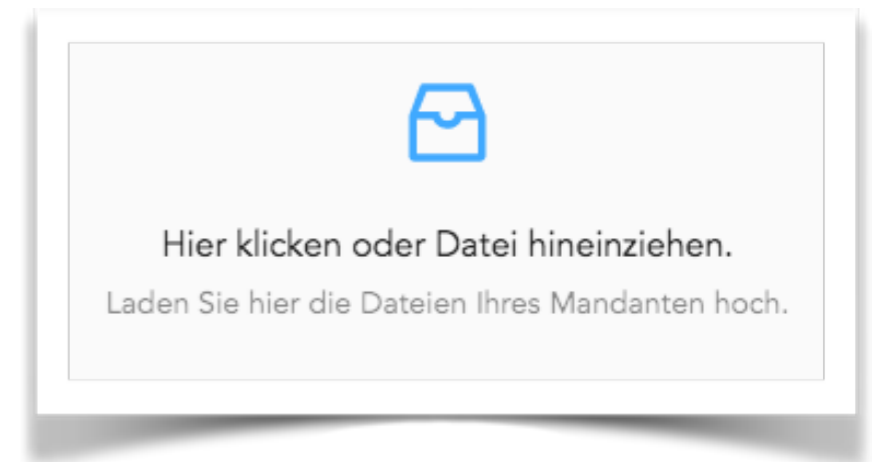 Hier klicken oder Datei hineinziehen.
Laden Sie hier die Dateien Ihres Mandanten hoch.